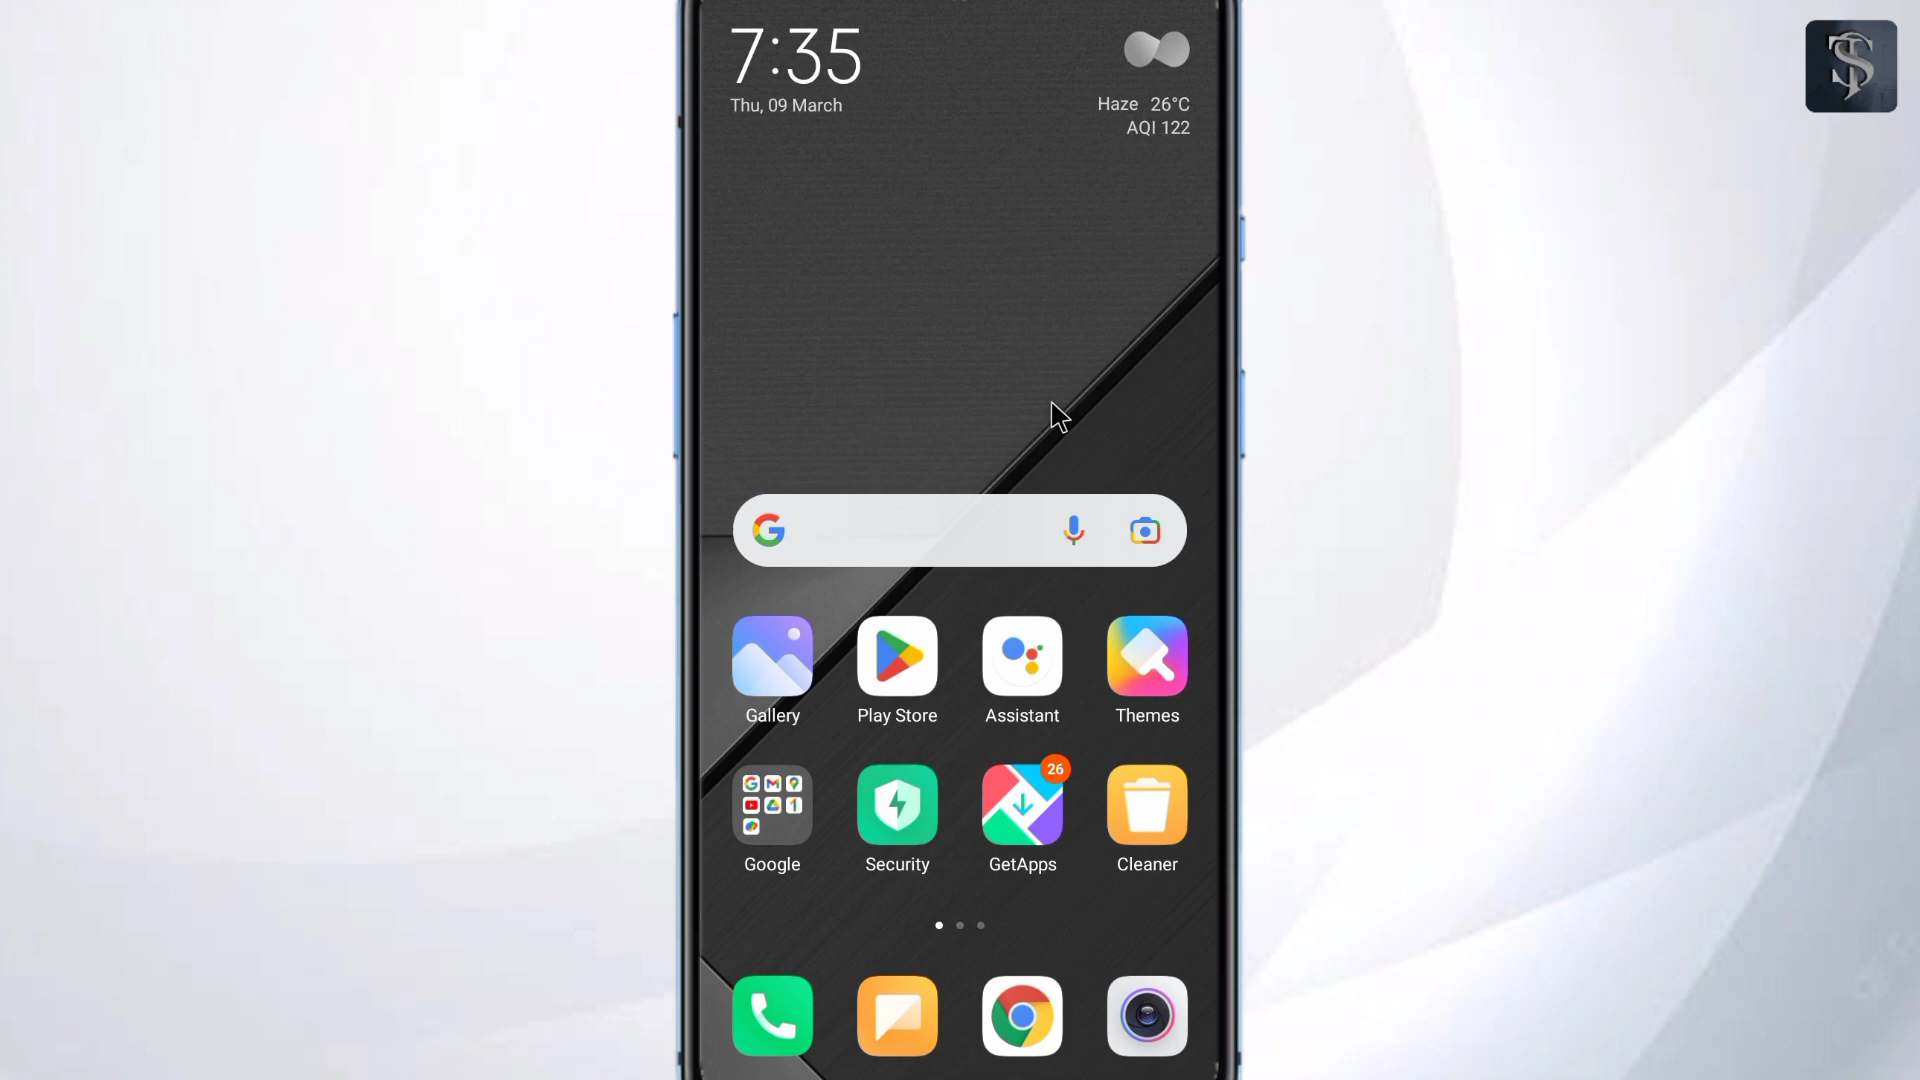 7:35
Thu, 09 March
Haze 26°C
AQI 122
Gallery
Play Store
Assistant
Themes
26
Google
Security
GetApps
Cleaner